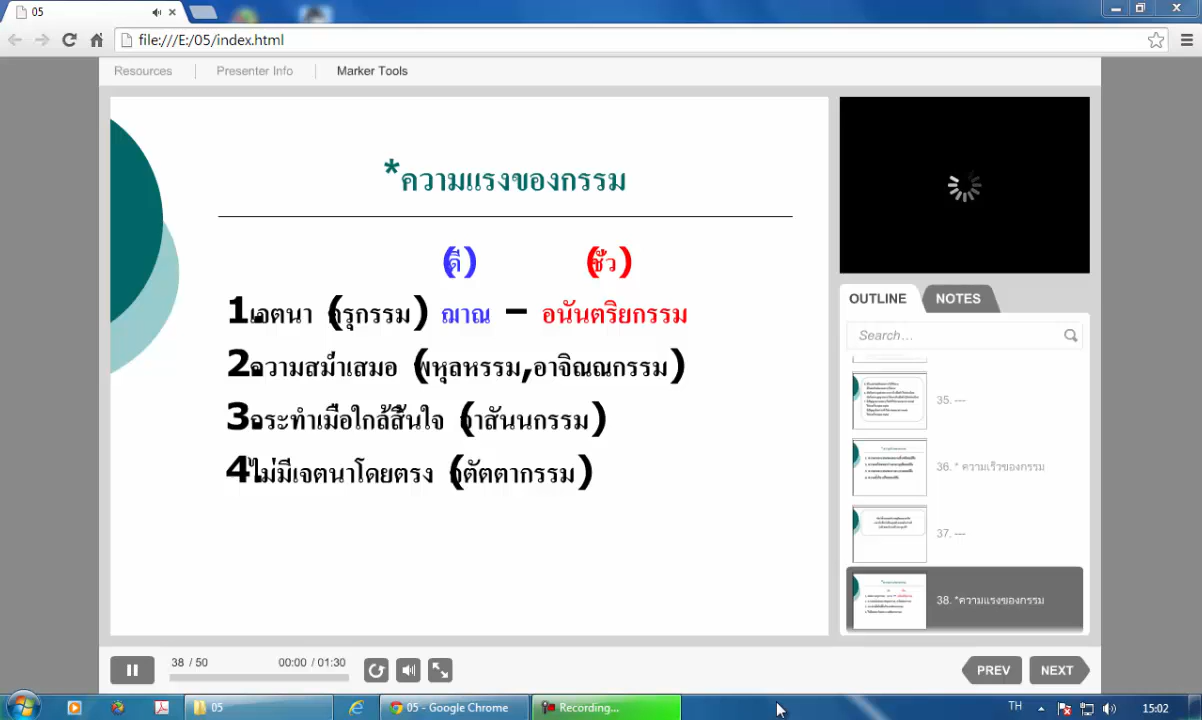 05
file:///E:/05/index.html
Resources
Presenter Info
Marker Tools
*ความแรงของกรรม
(ดี) (ชั่ว)
1.เจตนา (ครุกรรม) ฌาณ – อนันตริยกรรม
2.ความสม่ำเสมอ (พหุลหรรม,อาจิณณกรรม)
3.กระทำเมื่อใกล้สิ้นใจ (อาสันนกรรม)
4.ไม่มีเจตนาโดยตรง (กตัตตากรรม)
OUTLINE
NOTES
Search...
35. ---
36. * ความเร็วของกรรม
37. ---
38. *ความแรงของกรรม
38 / 50
00:00 / 01:30
PREV
NEXT
05
05 - Google Chrome
Recording...
TH
15:02